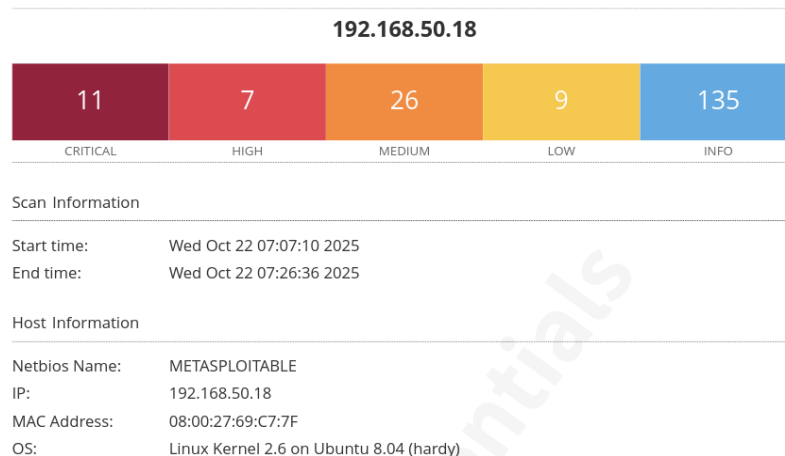 192.168.50.18
11 7 26 9 135
CRITICAL HIGH MEDIUM LOW INFO
Scan Information
Start time: Wed Oct 22 07:07:10 2025
End time: Wed Oct 22 07:26:36 2025
Host Information
Netbios Name: METASPLOITABLE
IP: 192.168.50.18
MAC Address: 08:00:27:69:C7:7F
OS: Linux Kernel 2.6 on Ubuntu 8.04 (hardy)